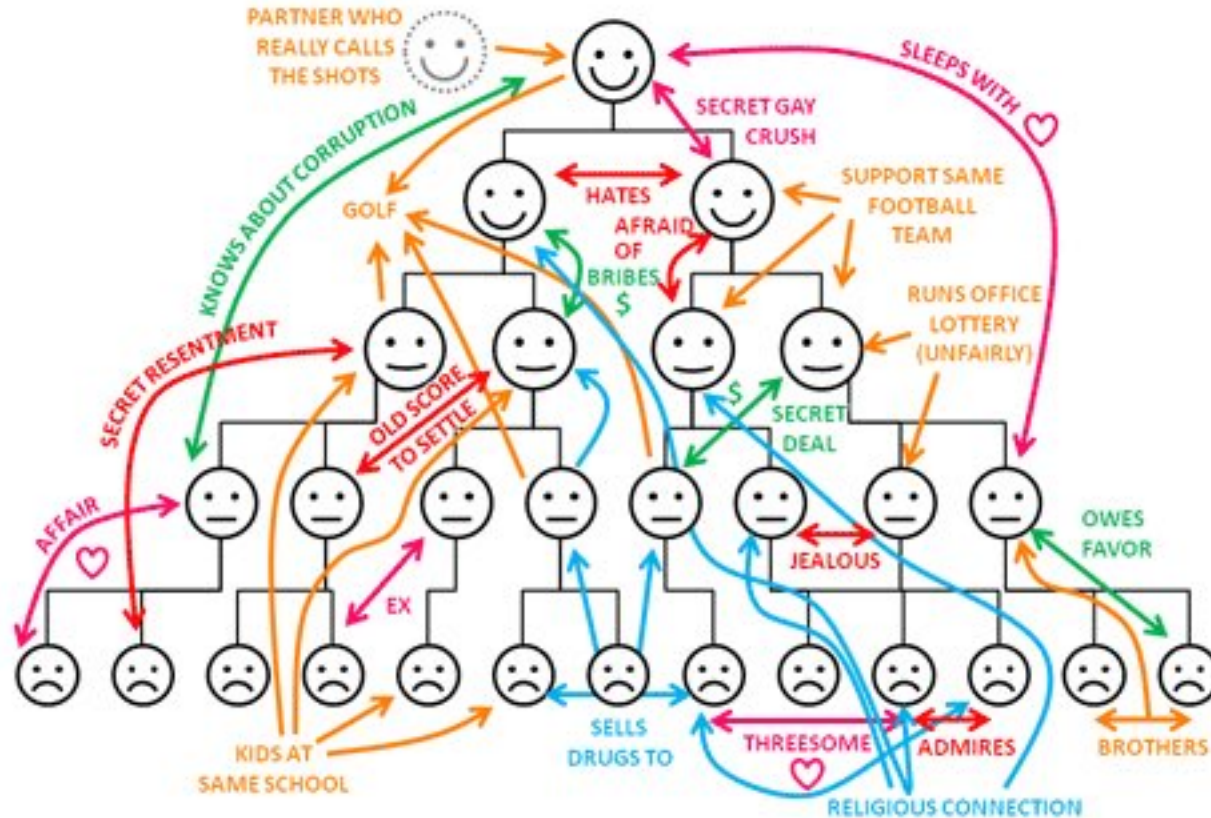 PARTNER WHO
REALLY CALLS
THE SHOTS
SLEEPS WITH
SECRET GAY
CRUSH
KNOWS ABOUT CORRUPTION
GOLF
HATES
SUPPORT SAME
FOOTBALL
TEAM
AFRAID
OF
BRIBES
$
RUNS OFFICE
LOTTERY
(UNFAIRLY)
SECRET RESENTMENT
OLD SCORE
TO SETTLE
$
SECRET
DEAL
AFFAIR
JEALOUS
OWES
FAVOR
EX
KIDS AT
SAME SCHOOL
SELLS
DRUGS TO
THREESOME
ADMIRES
BROTHERS
RELIGIOUS CONNECTION